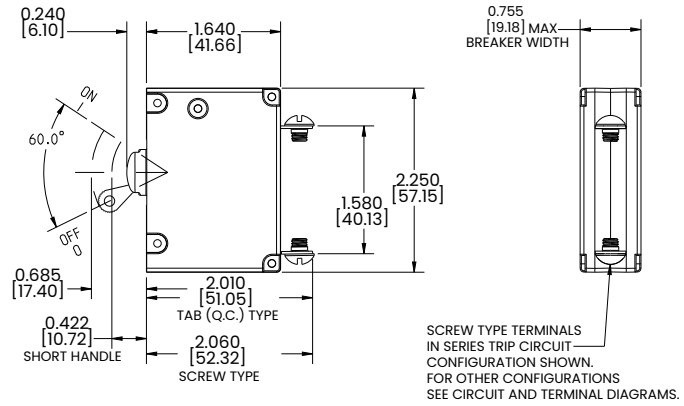 0.240
[6.10]
1.640
[41.66]
0.755
[19.18] MAX
BREAKER WIDTH
ON
I
60.0°
OFF
O
2.250
[57.15]
1.580
[40.13]
0.685
[17.40]
2.010
[51.05]
TAB (Q.C.) TYPE
0.422
[10.72]
SHORT HANDLE
2.060
[52.32]
SCREW TYPE
SCREW TYPE TERMINALS
IN SERIES TRIP CIRCUIT
CONFIGURATION SHOWN.
FOR OTHER CONFIGURATIONS
SEE CIRCUIT AND TERMINAL DIAGRAMS.